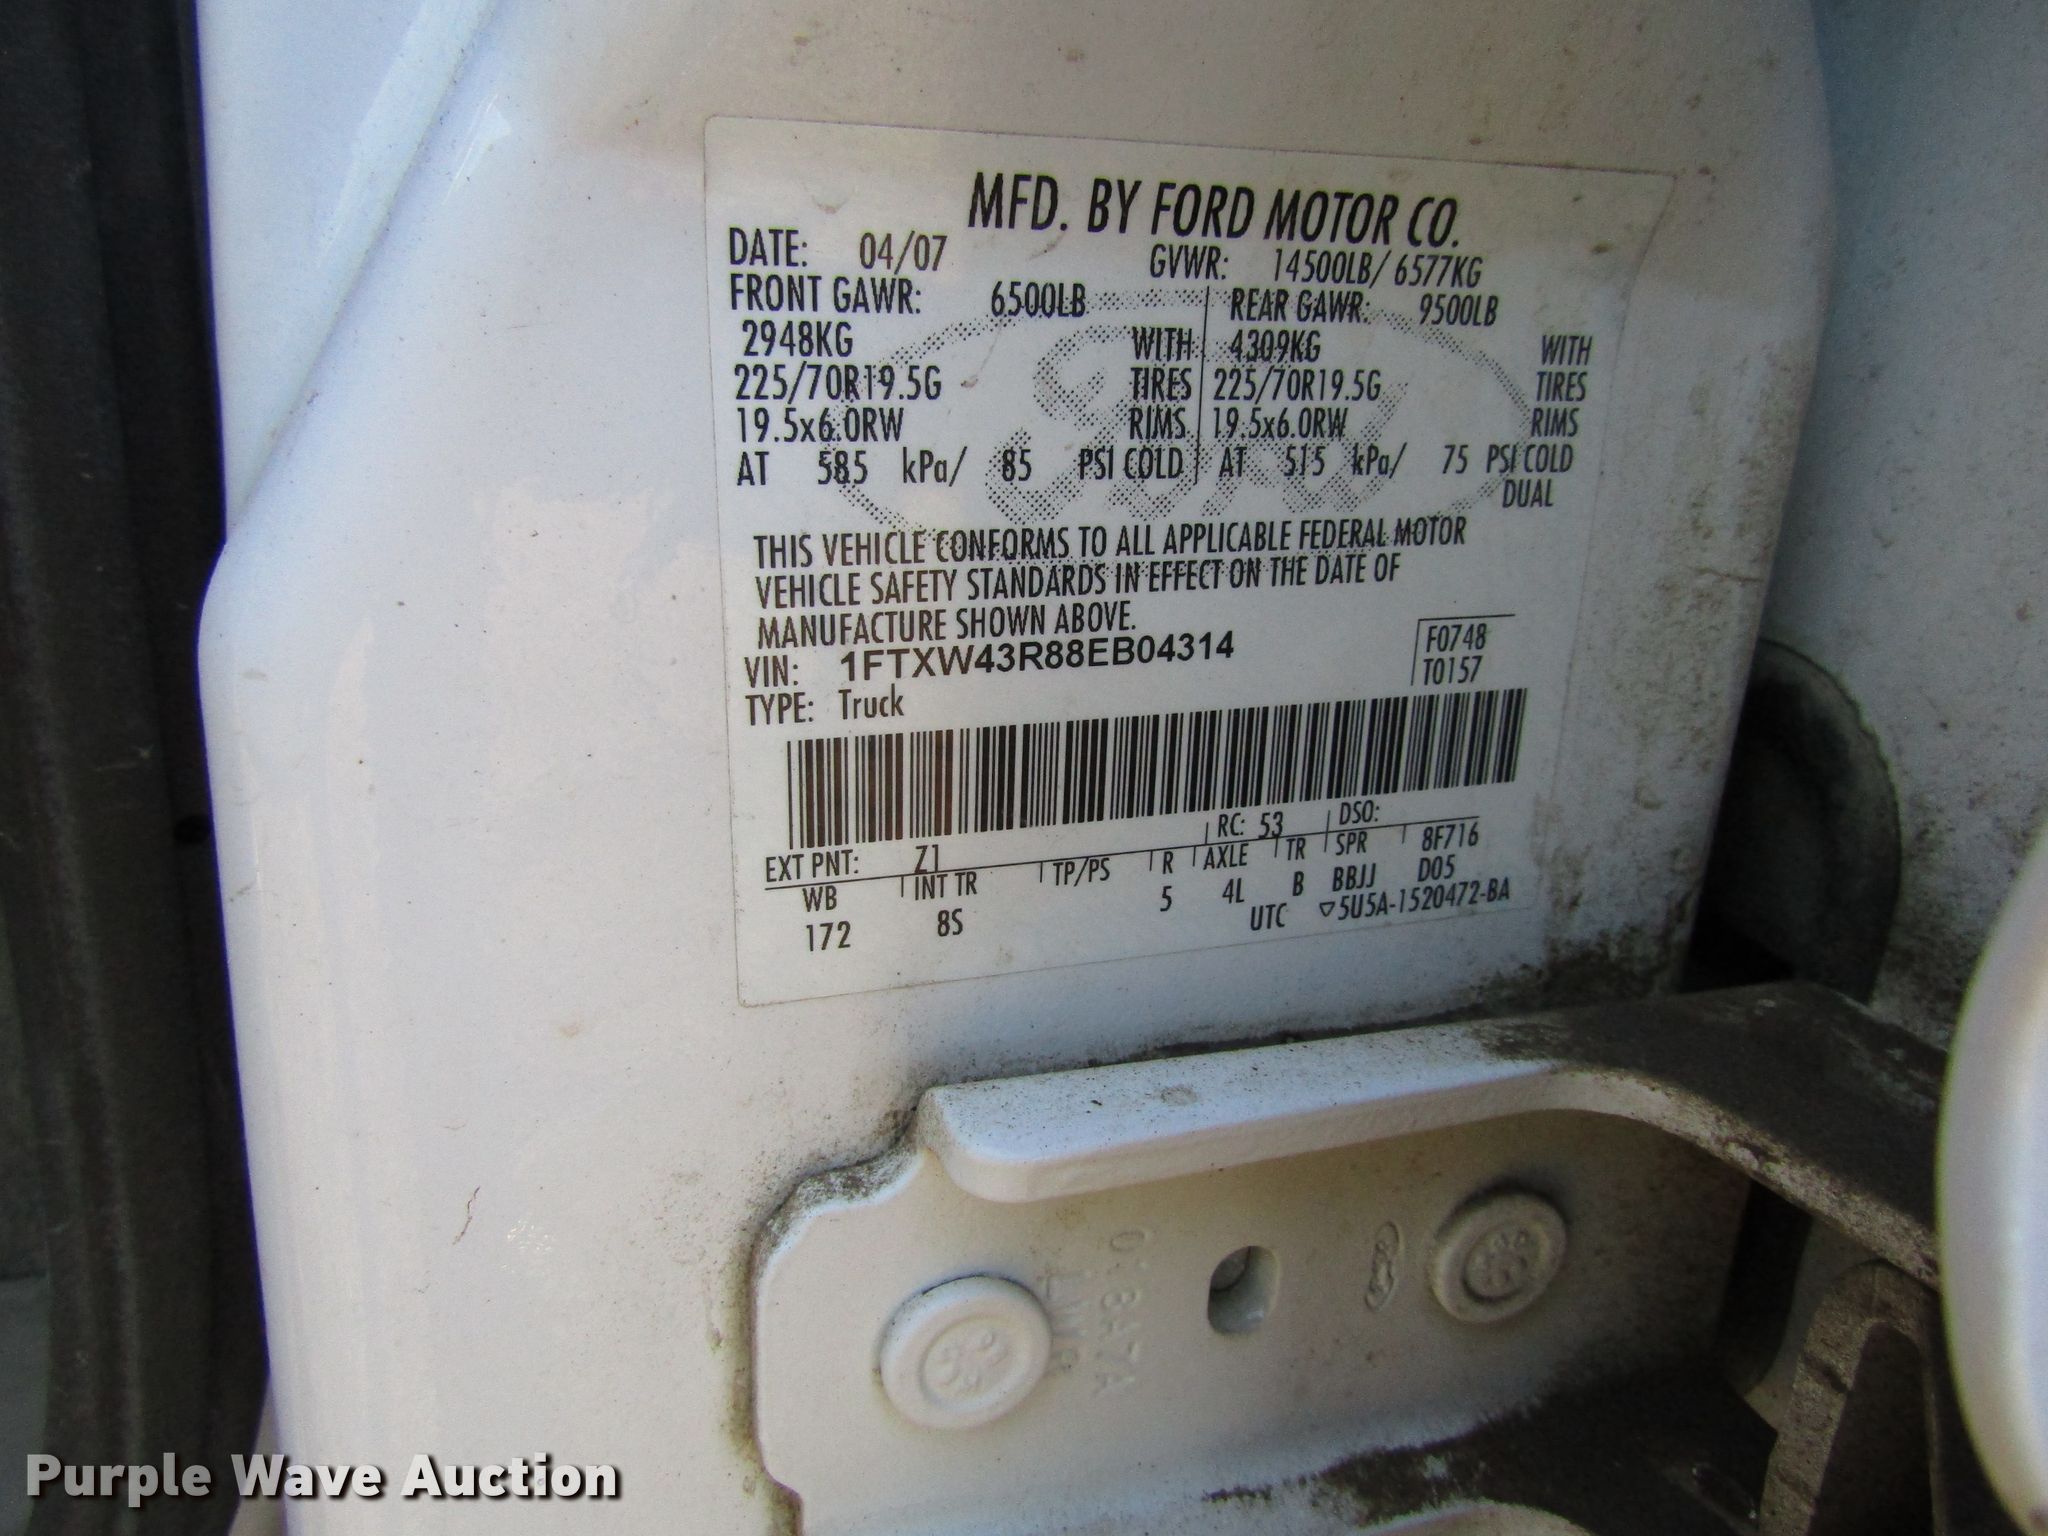 MFD. BY FORD MOTOR CO.
DATE: 04/07 GVWR: 14500LB/ 6577KG
FRONT GAWR: 6500LB REAR GAWR: 9500LB
2948KG WITH 4309KG WITH
225/70R19.5G TIRES 225/70R19.5G TIRES
19.5x6.0RW RIMS 19.5x6.0RW RIMS
AT 585 kPa/ 85 PSI COLD AT 515 kPa/ 75 PSI COLD
DUAL
THIS VEHICLE CONFORMS TO ALL APPLICABLE FEDERAL MOTOR
VEHICLE SAFETY STANDARDS IN EFFECT ON THE DATE OF
MANUFACTURE SHOWN ABOVE.
VIN: 1FTXW43R88EB04314 F0748
TYPE: Truck T0157
EXT PNT: Z1 RC: 53 DSO:
WB INT TR TP/PS R AXLE TR SPR 8F716
172 8S 5 4L B BBJJ D05
UTC ▽5U5A-1520472-BA
Purple Wave Auction